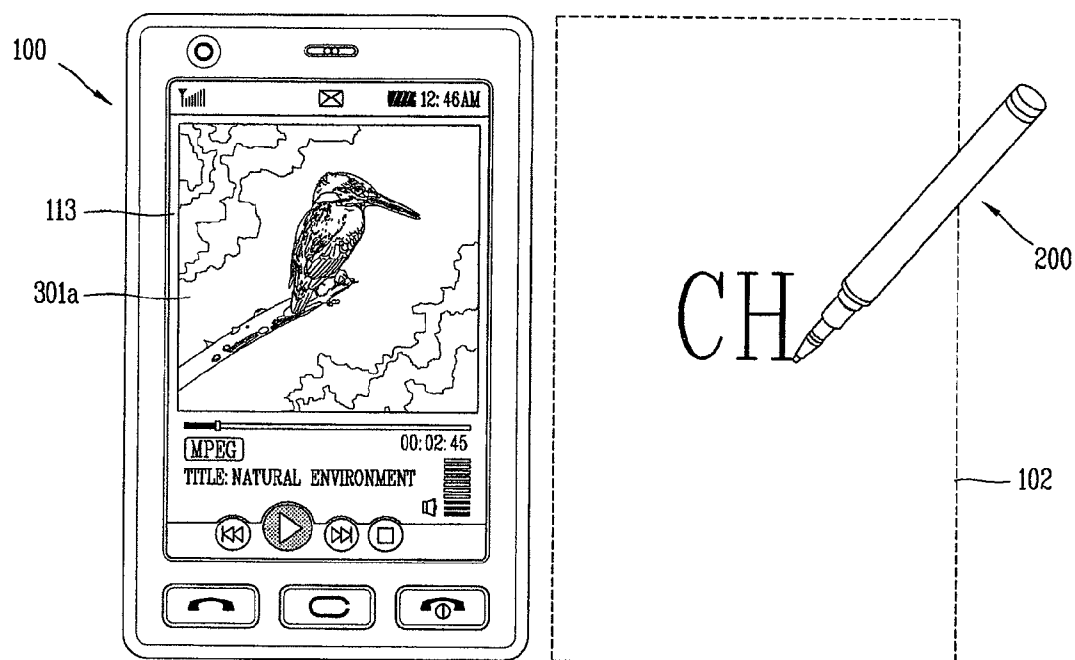 100
12:46AM
113
301a
00:02:45
MPEG
TITLE: NATURAL ENVIRONMENT
CH
200
102